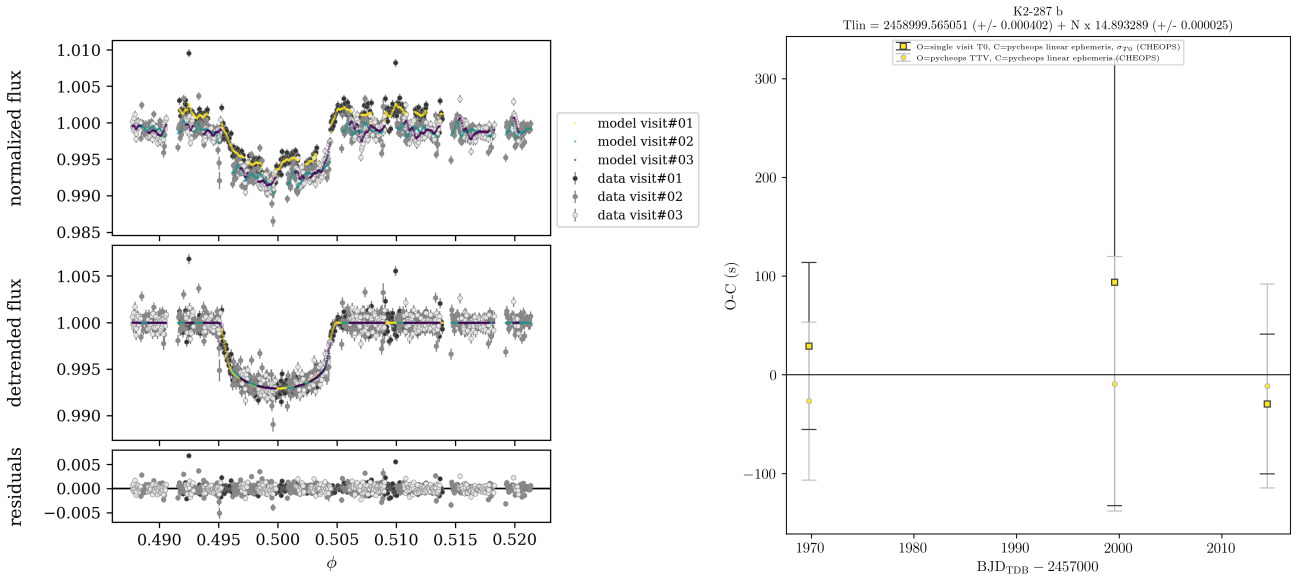 normalized flux
1.010
1.005
1.000
0.995
0.990
0.985
model visit#01
model visit#02
model visit#03
data visit#01
data visit#02
data visit#03
detrended flux
1.005
1.000
0.995
0.990
residuals
0.005
0.000
−0.005
0.490 0.495 0.500 0.505 0.510 0.515 0.520
ϕ
K2-287 b
Tlin = 2458999.565051 (+/- 0.000402) + N x 14.893289 (+/- 0.000025)
O=single visit T0, C=pycheops linear ephemeris, σT0 (CHEOPS)
O=pycheops TTV, C=pycheops linear ephemeris (CHEOPS)
O-C (s)
300
200
100
0
−100
1970 1980 1990 2000 2010
BJDTDB − 2457000